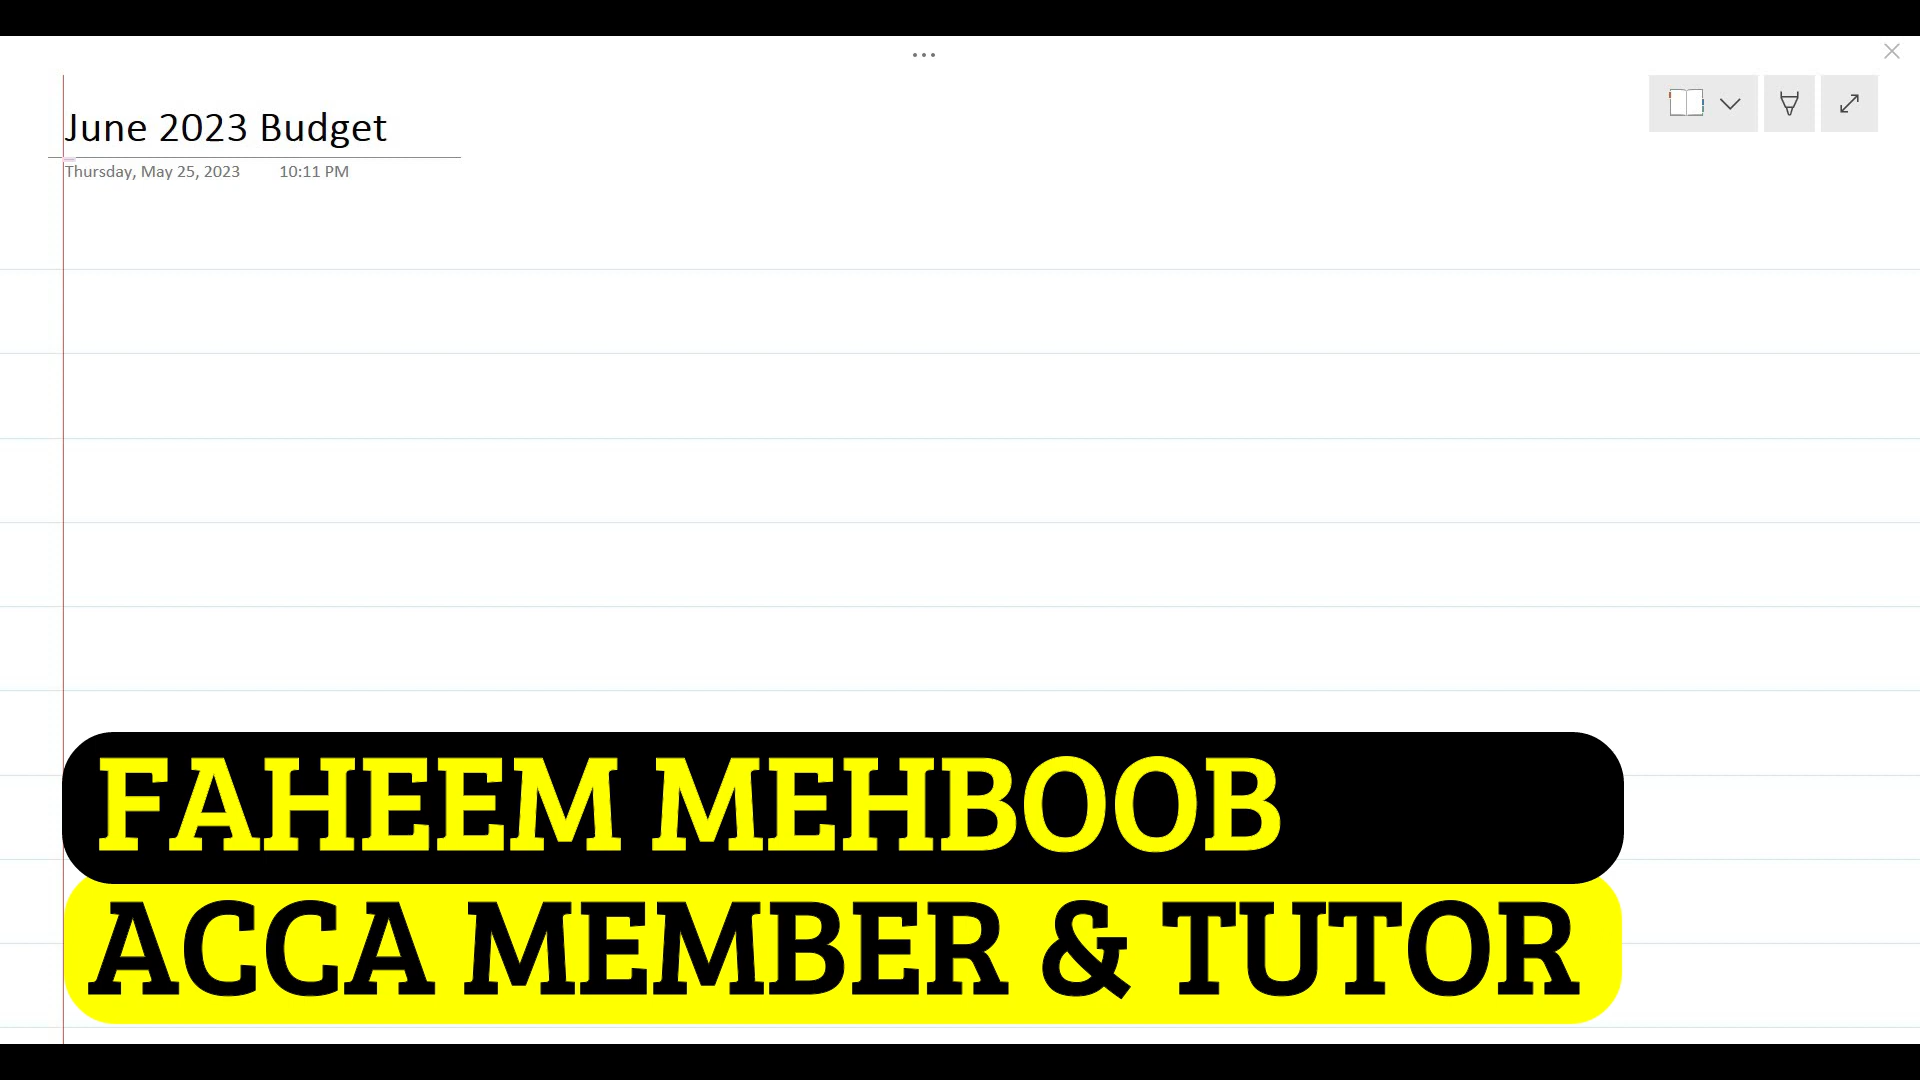 June 2023 Budget
Thursday, May 25, 2023 10:11 PM
FAHEEM MEHBOOB
ACCA MEMBER & TUTOR